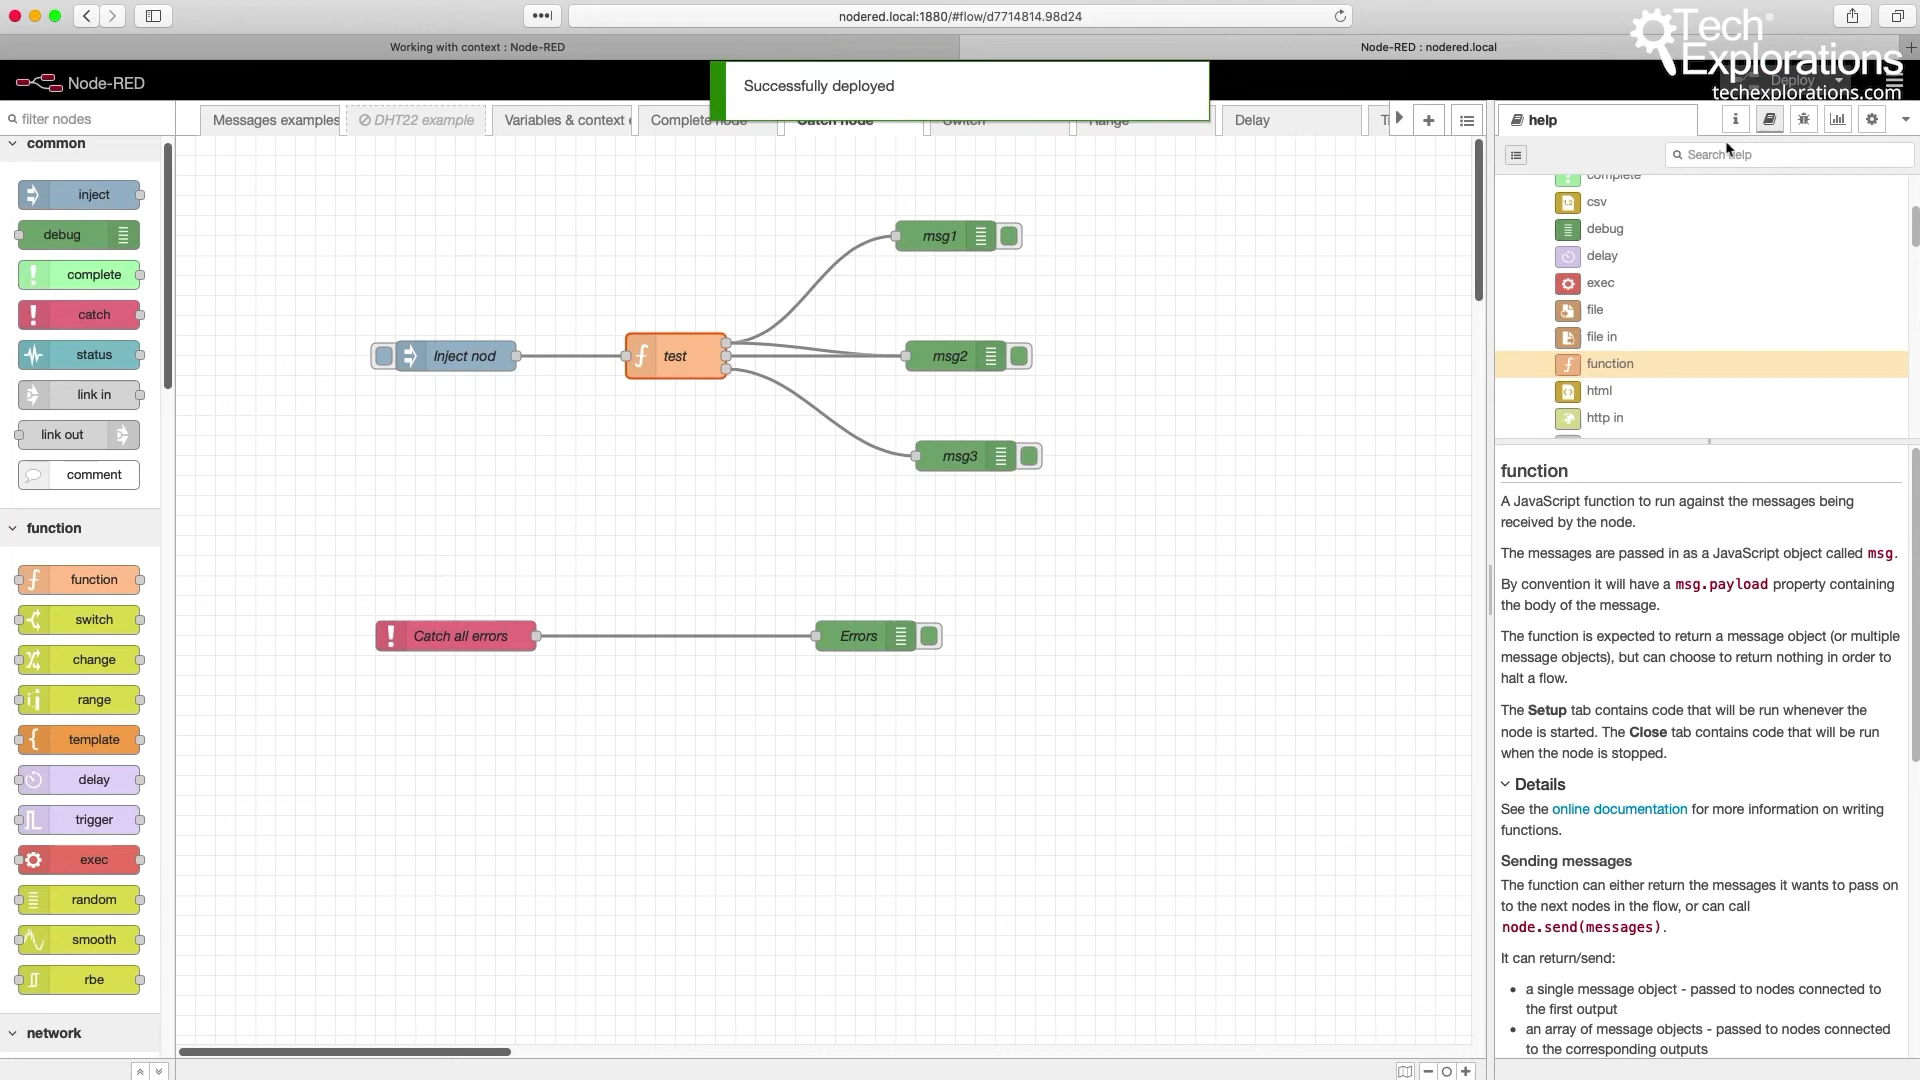 nodered.local:1880/#flow/d7714814.98d24
Working with context : Node-RED
Node-RED : nodered.local
Tech
Explorations
techexplorations.com
Node-RED
Deploy
Successfully deployed
filter nodes
Messages examples
DHT22 example
Variables & context
Complete node
Catch node
Switch
Range
Delay
help
Search help
common
inject
debug
complete
catch
status
link in
link out
comment
function
function
switch
change
range
template
delay
trigger
exec
random
smooth
rbe
network
Inject nod
test
msg1
msg2
msg3
Catch all errors
Errors
complete
csv
debug
delay
exec
file
file in
function
html
http in
function
A JavaScript function to run against the messages being
received by the node.
The messages are passed in as a JavaScript object called msg.
By convention it will have a msg.payload property containing
the body of the message.
The function is expected to return a message object (or multiple
message objects), but can choose to return nothing in order to
halt a flow.
The Setup tab contains code that will be run whenever the
node is started. The Close tab contains code that will be run
when the node is stopped.
Details
See the online documentation for more information on writing
functions.
Sending messages
The function can either return the messages it wants to pass on
to the next nodes in the flow, or can call
node.send(messages).
It can return/send:
• a single message object - passed to nodes connected to
the first output
• an array of message objects - passed to nodes connected
to the corresponding outputs